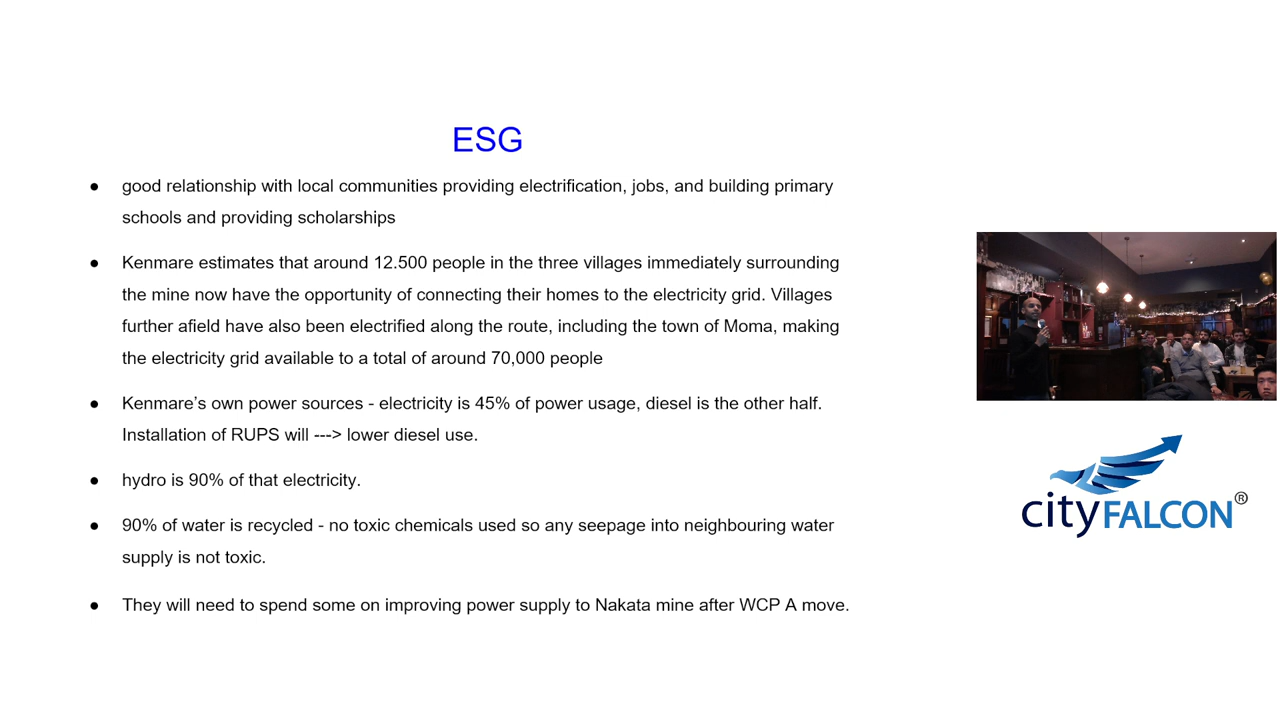 ESG
● good relationship with local communities providing electrification, jobs, and building primary
schools and providing scholarships
● Kenmare estimates that around 12.500 people in the three villages immediately surrounding
the mine now have the opportunity of connecting their homes to the electricity grid. Villages
further afield have also been electrified along the route, including the town of Moma, making
the electricity grid available to a total of around 70,000 people
● Kenmare’s own power sources - electricity is 45% of power usage, diesel is the other half.
Installation of RUPS will ---> lower diesel use.
● hydro is 90% of that electricity.
● 90% of water is recycled - no toxic chemicals used so any seepage into neighbouring water
supply is not toxic.
● They will need to spend some on improving power supply to Nakata mine after WCP A move.
cityFALCON®